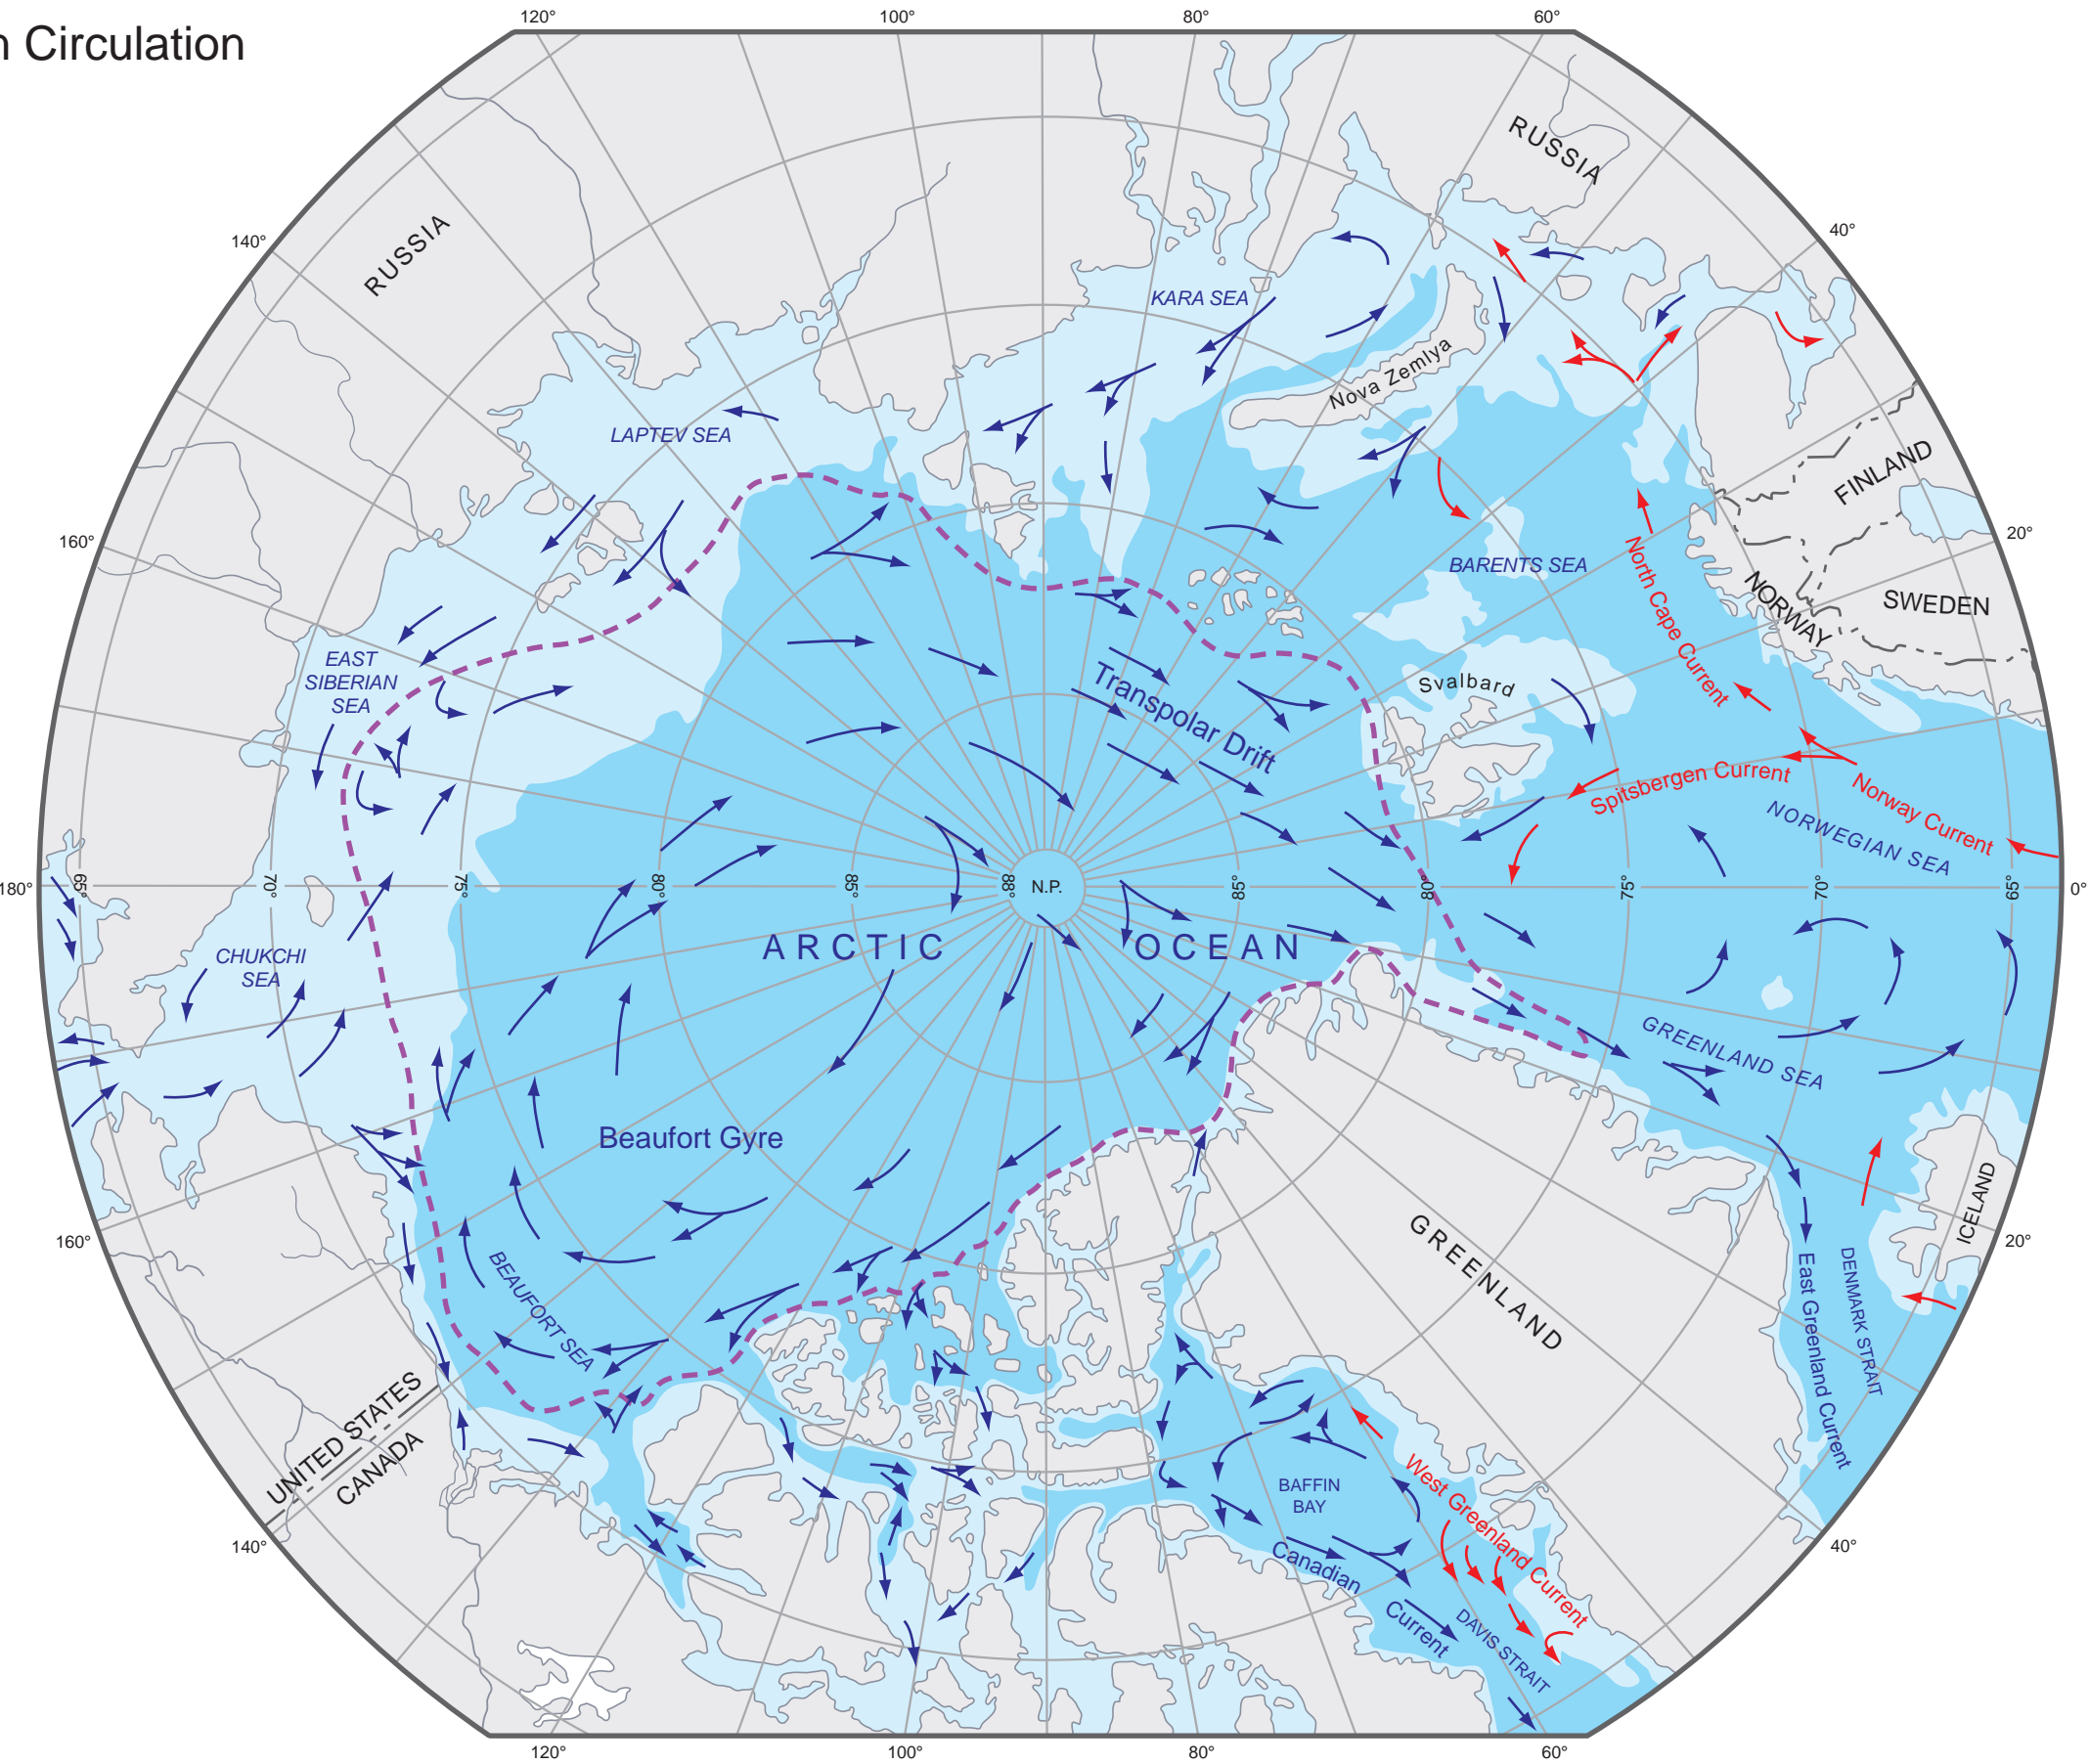 n Circulation
120°
100°
80°
60°
RUSSIA
RUSSIA
140°
40°
KARA SEA
Nova Zemlya
LAPTEV SEA
FINLAND
160°
20°
BARENTS SEA
North Cape Current
NORWAY
SWEDEN
EAST
SIBERIAN
SEA
Svalbard
Transpolar Drift
Spitsbergen Current
Norway Current
NORWEGIAN SEA
180°
65°
70°
75°
80°
85°
88°
N.P.
85°
80°
75°
70°
65°
0°
ARCTIC OCEAN
CHUKCHI
SEA
GREENLAND SEA
Beaufort Gyre
ICELAND
160°
20°
GREENLAND
BEAUFORT SEA
East Greenland Current
DENMARK STRAIT
UNITED STATES
CANADA
BAFFIN
BAY
West Greenland Current
140°
40°
Canadian
Current
DAVIS STRAIT
120°
100°
80°
60°